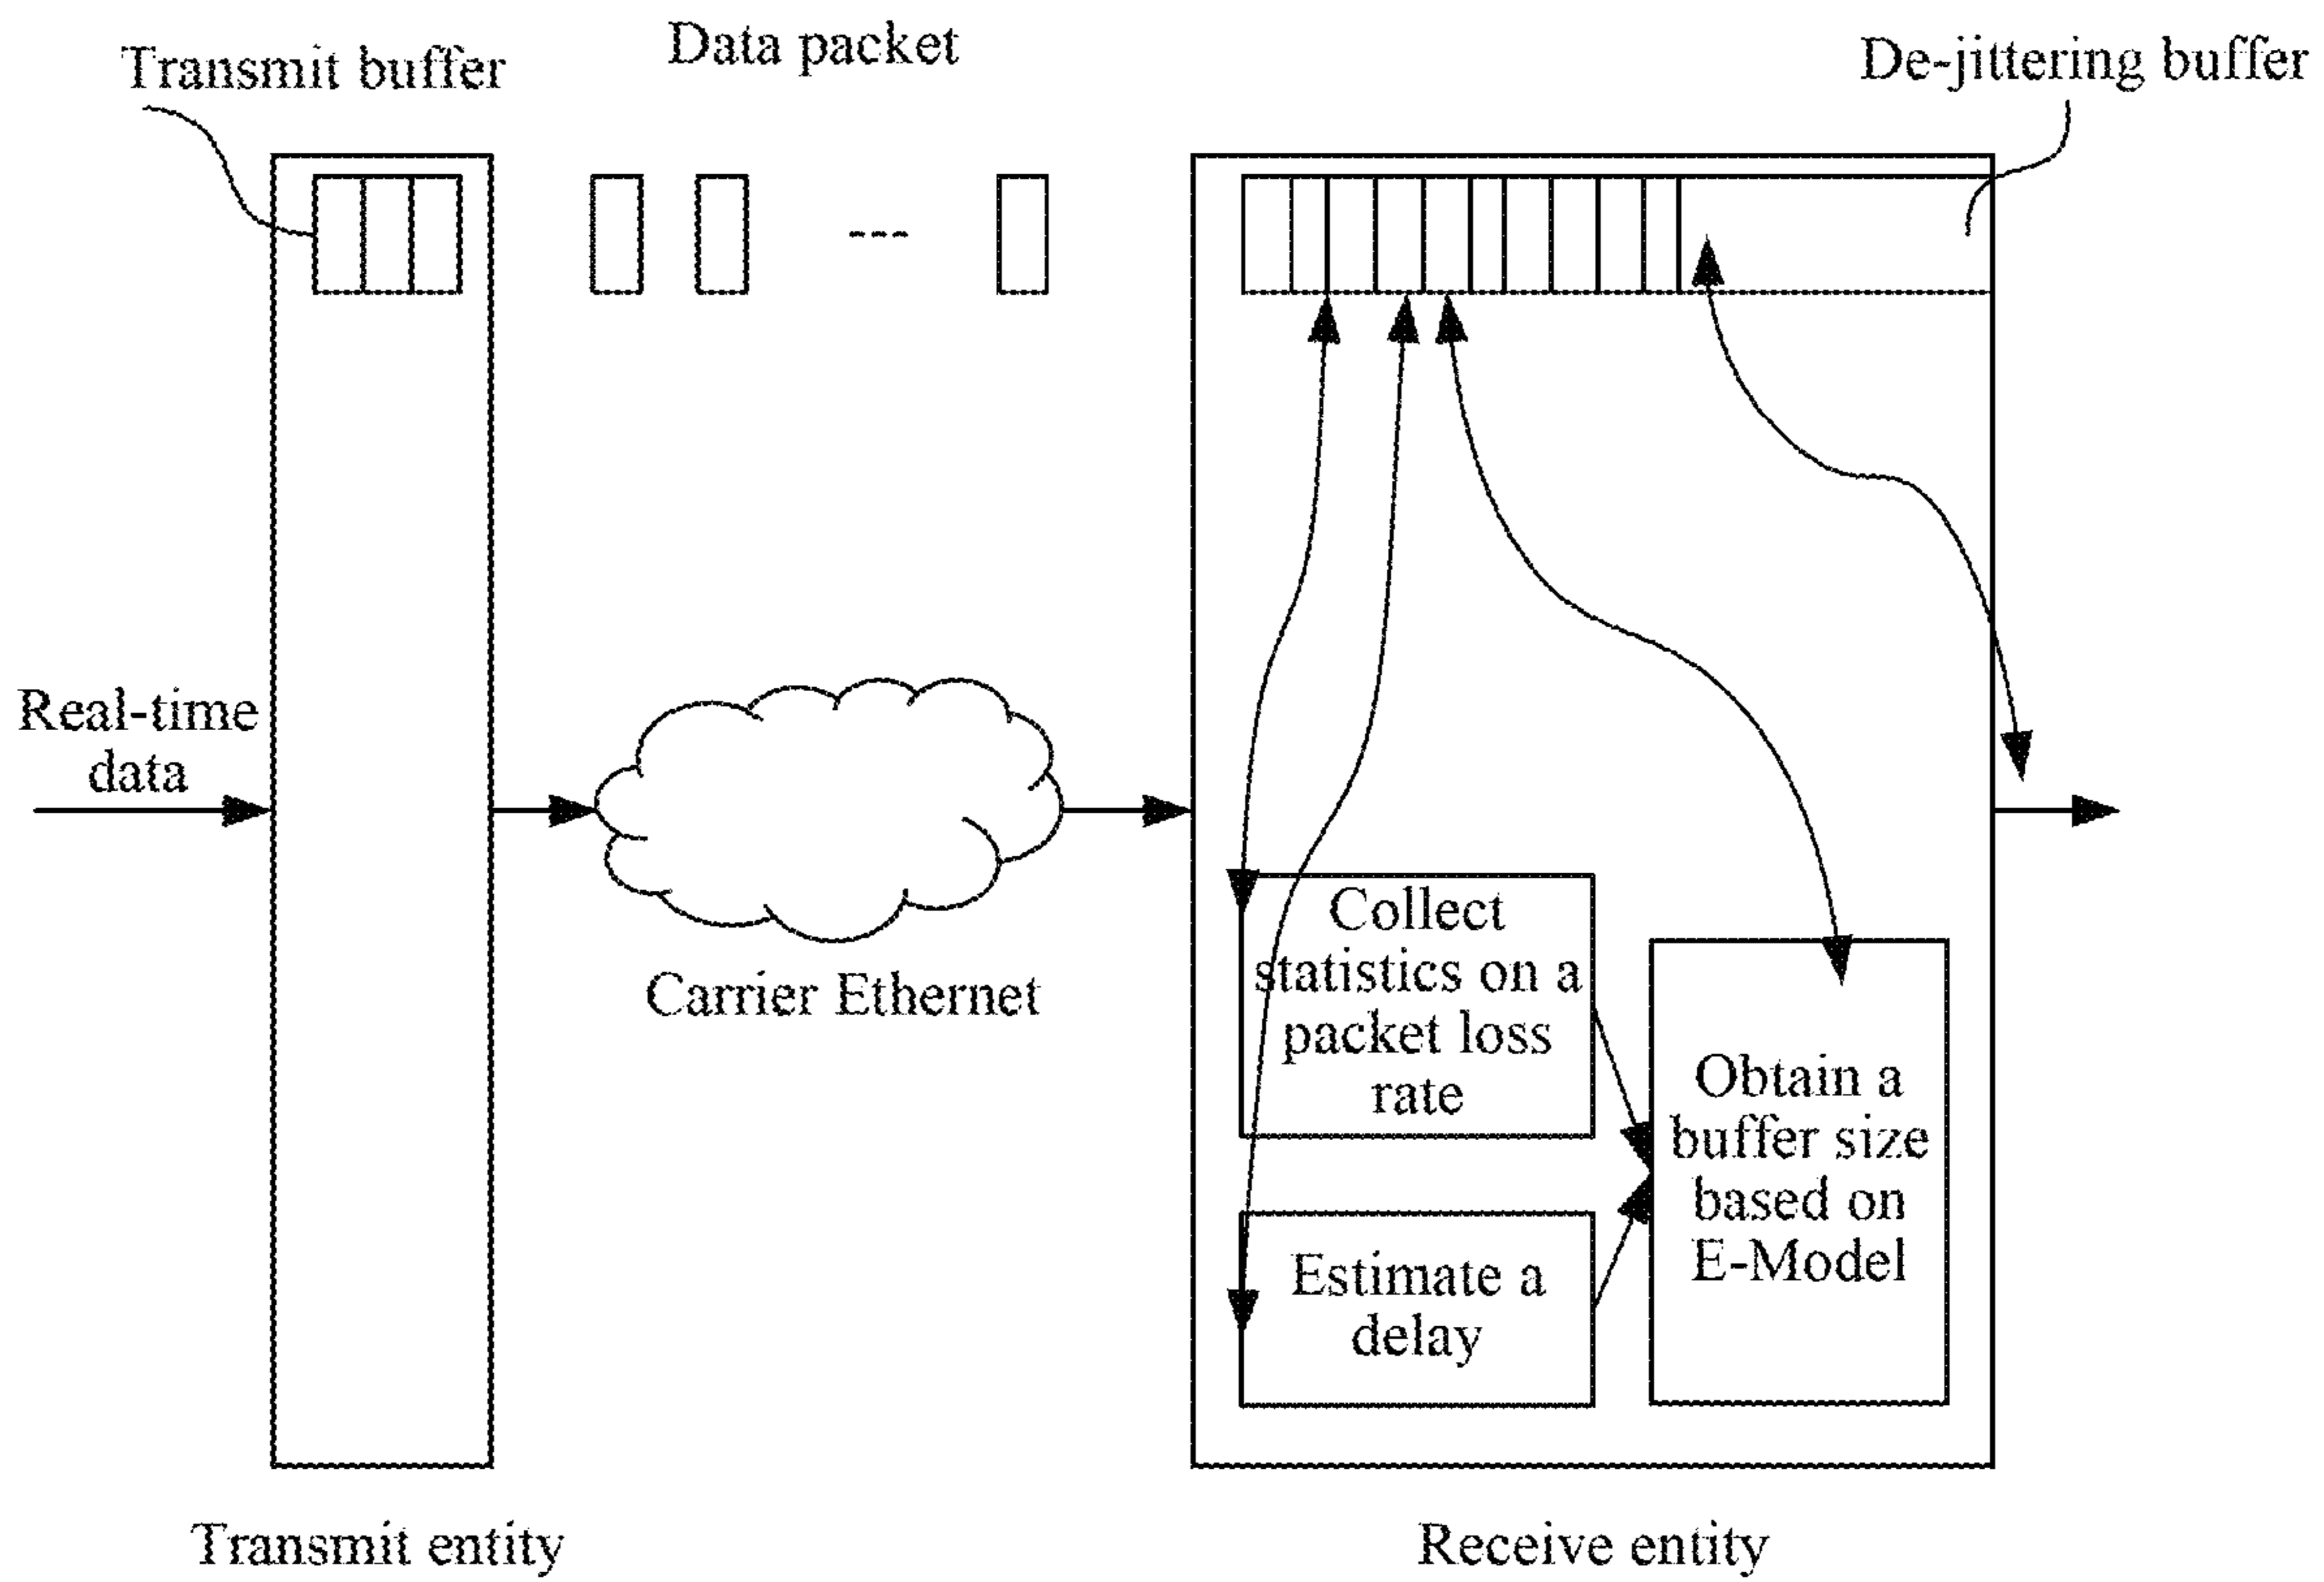 Transmit buffer
Data packet
De-jittering buffer
---
Real-time
data
Carrier Ethernet
Collect
statistics on a
packet loss
rate
Estimate a
delay
Obtain a
buffer size
based on
E-Model
Transmit entity
Receive entity